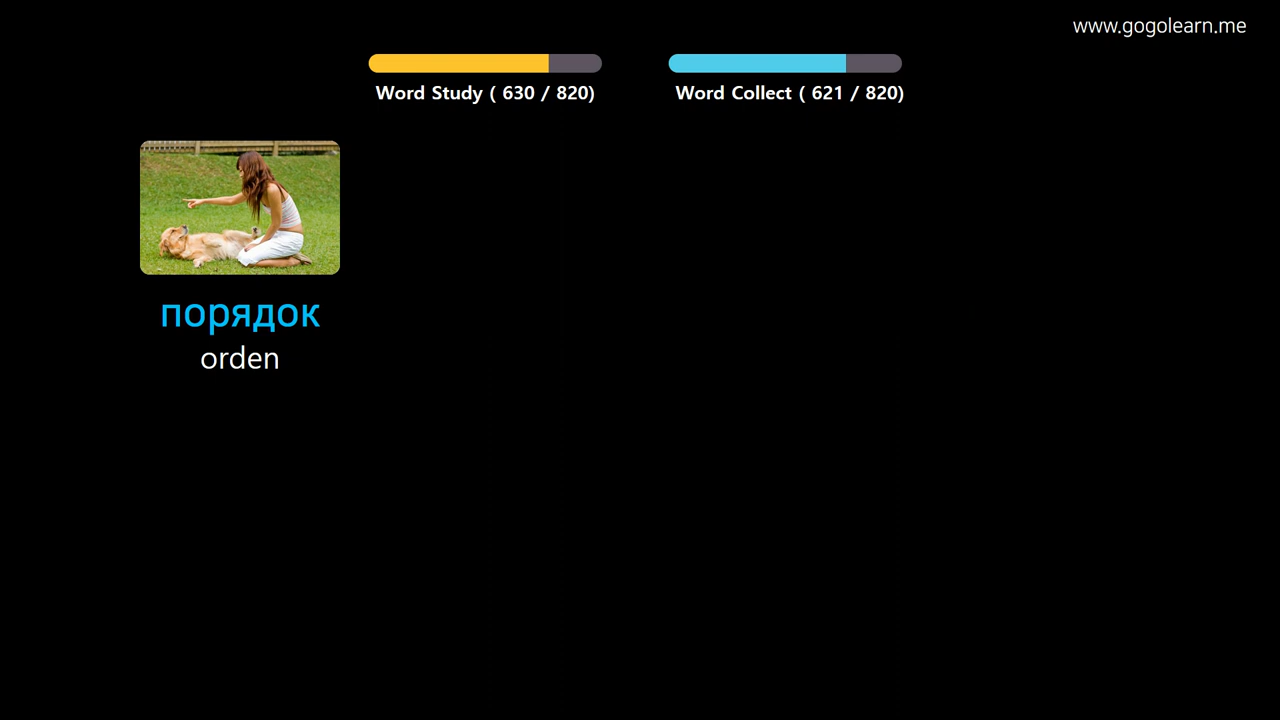 www.gogolearn.me
Word Study ( 630 / 820)
Word Collect ( 621 / 820)
порядок
orden